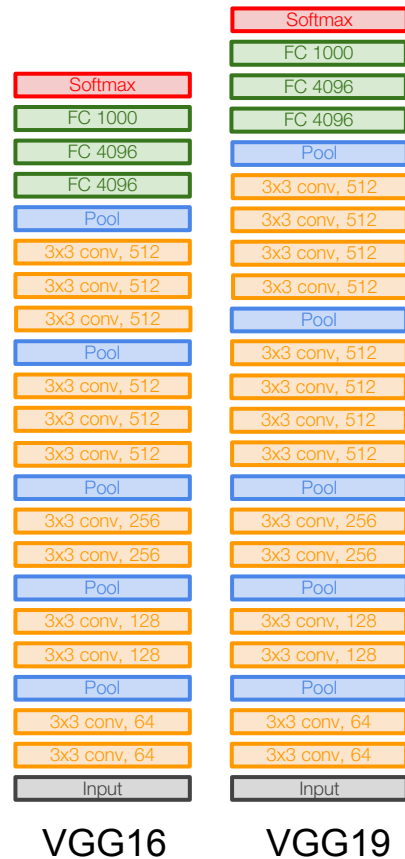 Softmax
FC 1000
FC 4096
FC 4096
Pool
3x3 conv, 512
3x3 conv, 512
3x3 conv, 512
Pool
3x3 conv, 512
3x3 conv, 512
3x3 conv, 512
Pool
3x3 conv, 256
3x3 conv, 256
Pool
3x3 conv, 128
3x3 conv, 128
Pool
3x3 conv, 64
3x3 conv, 64
Input
VGG16
Softmax
FC 1000
FC 4096
FC 4096
Pool
3x3 conv, 512
3x3 conv, 512
3x3 conv, 512
3x3 conv, 512
Pool
3x3 conv, 512
3x3 conv, 512
3x3 conv, 512
3x3 conv, 512
Pool
3x3 conv, 256
3x3 conv, 256
Pool
3x3 conv, 128
3x3 conv, 128
Pool
3x3 conv, 64
3x3 conv, 64
Input
VGG19